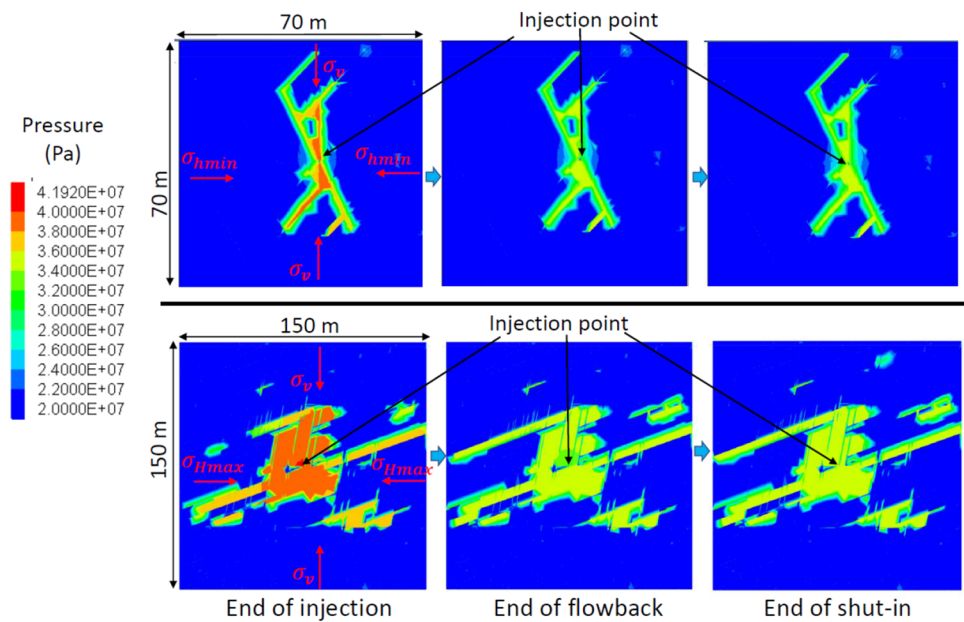 70 m
Injection point
70 m
σv
σhmin
σhmin
σv
Pressure
(Pa)
4.1920E+07
4.0000E+07
3.8000E+07
3.6000E+07
3.4000E+07
3.2000E+07
3.0000E+07
2.8000E+07
2.6000E+07
2.4000E+07
2.2000E+07
2.0000E+07
150 m
Injection point
150 m
σv
σHmax
σHmax
σv
End of injection
End of flowback
End of shut-in